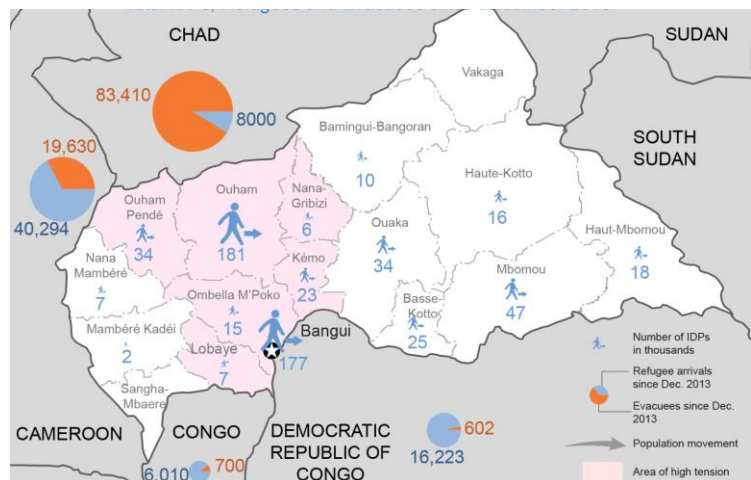 CHAD
SUDAN
83,410
8000
Vakaga
19,630
Bamingui-Bangoran
10
SOUTH
SUDAN
Ouham
Pendé
34
Ouham
181
Nana-
Gribizi
6
Haute-Kotto
16
40,294
Ouaka
34
Haut-Mbomou
18
Nana
Mambéré
7
Kémo
23
Mbomou
47
Ombella M'Poko
15
Basse-
Kotto
25
Mambéré Kadéi
2
Bangui
177
Lobaye
7
Sangha-
Mbaere
Number of IDPs
in thousands
Refugee arrivals
since Dec. 2013
Evacuees since Dec.
2013
Population movement
Area of high tension
CAMEROON
CONGO
6,010
700
DEMOCRATIC
REPUBLIC OF
CONGO
602
16,223